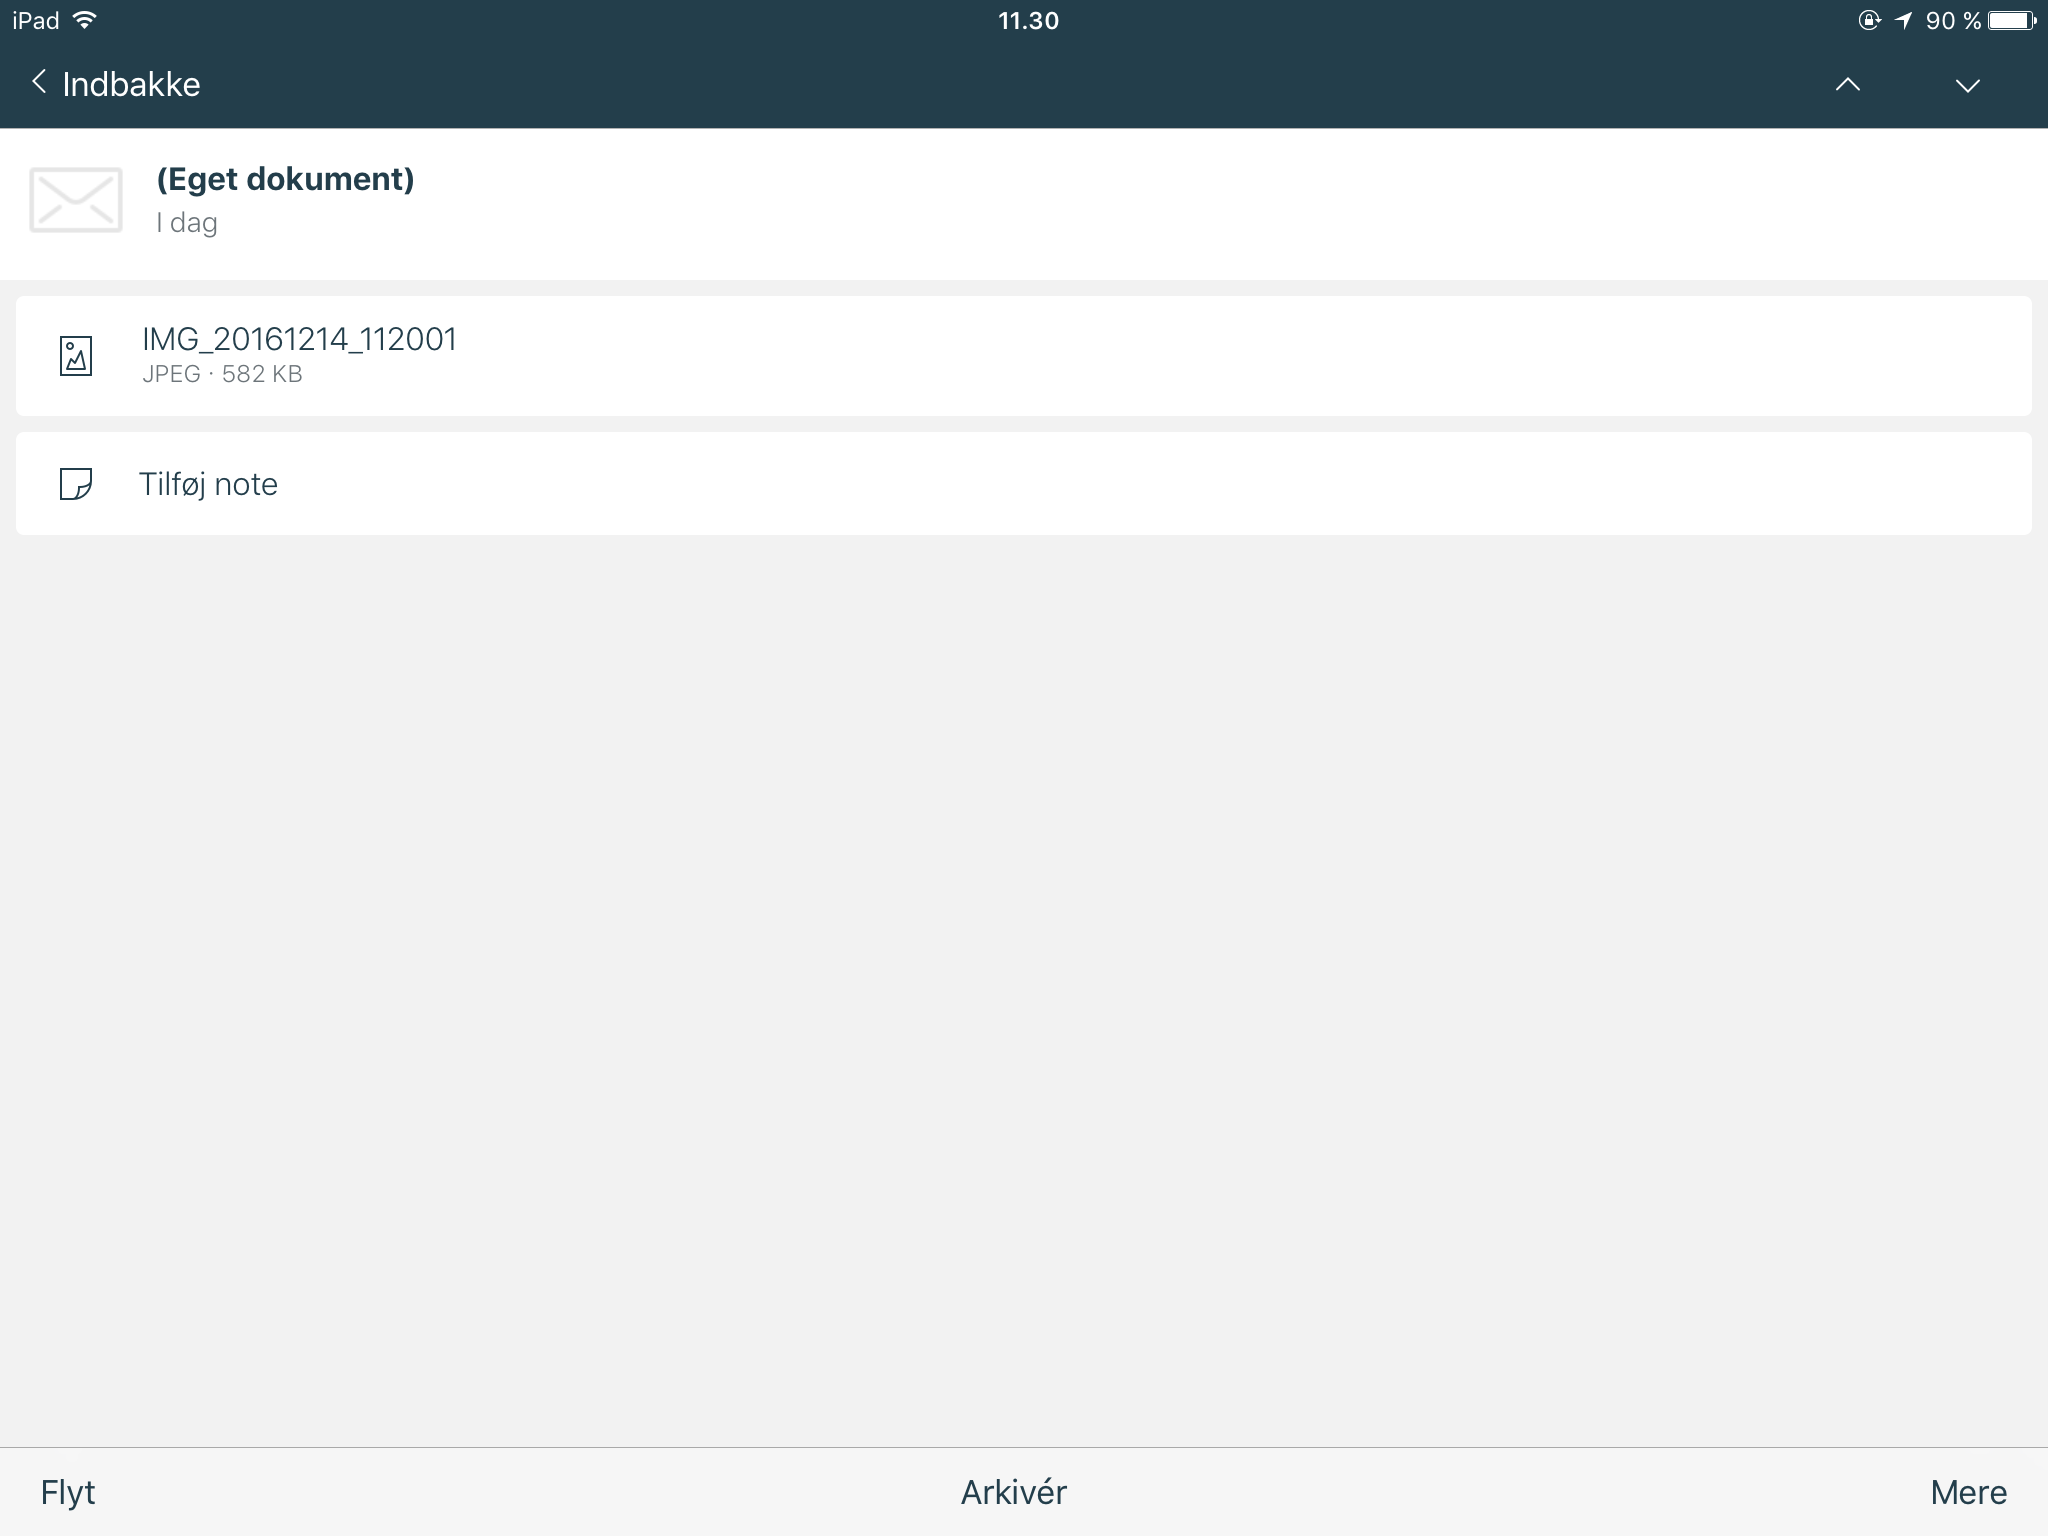 iPad
11.30
90 %
Indbakke
(Eget dokument)
I dag
IMG_20161214_112001
JPEG · 582 KB
Tilføj note
Flyt
Arkivér
Mere